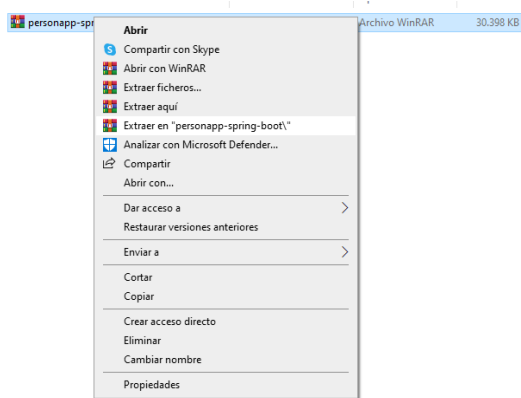 personapp-spr
Archivo WinRAR
30.398 KB
Abrir
Compartir con Skype
Abrir con WinRAR
Extraer ficheros...
Extraer aquí
Extraer en "personapp-spring-boot\"
Analizar con Microsoft Defender...
Compartir
Abrir con...
Dar acceso a
Restaurar versiones anteriores
Enviar a
Cortar
Copiar
Crear acceso directo
Eliminar
Cambiar nombre
Propiedades